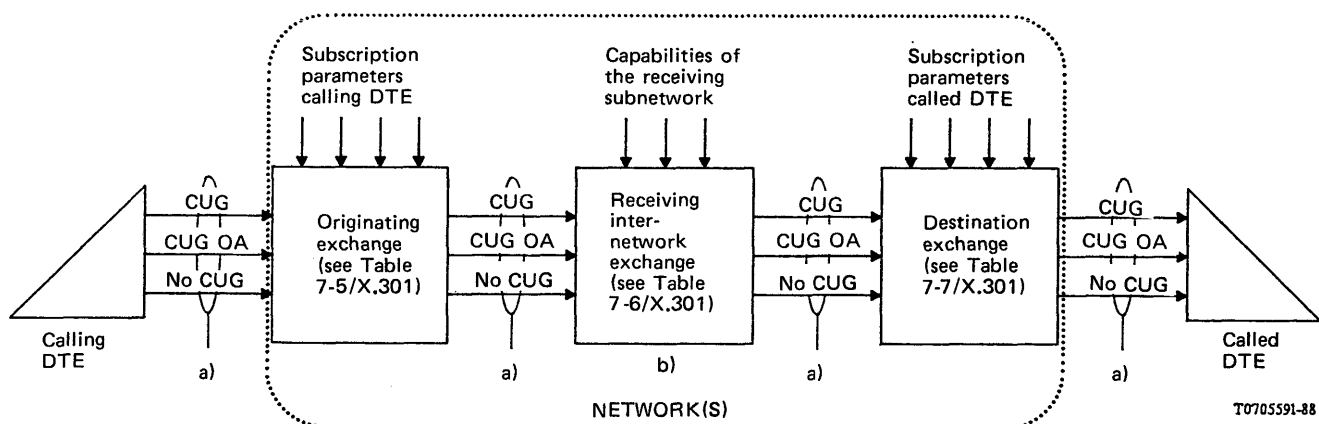 Subscription
parameters
calling DTE
Capabilities of
the receiving
subnetwork
Subscription
parameters
called DTE
CUG
CUG OA
No CUG
Originating
exchange
(see Table
7-5/X.301)
CUG
CUG OA
No CUG
Receiving
inter-
network
exchange
(see Table
7-6/X.301)
CUG
CUG OA
No CUG
Destination
exchange
(see Table
7-7/X.301)
CUG
CUG OA
No CUG
Calling
DTE
a)
a)
b)
a)
a)
Called
DTE
NETWORK(S)
T0705591-88